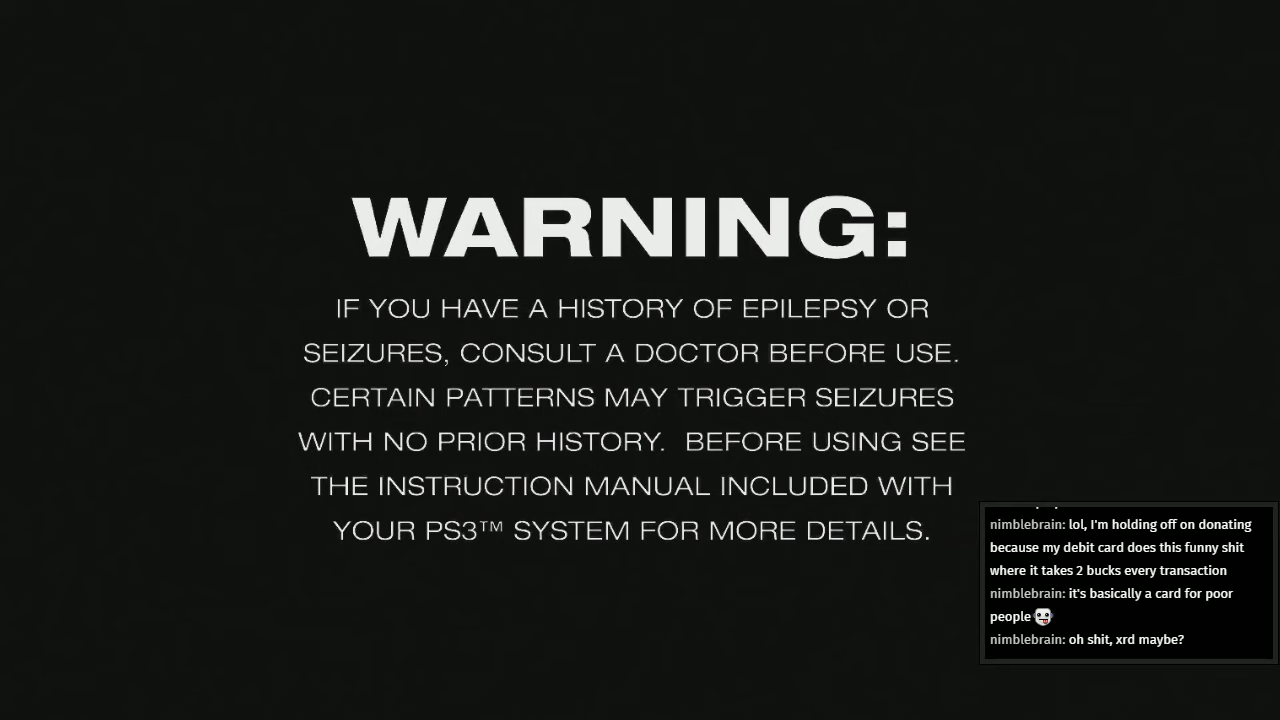 WARNING:
IF YOU HAVE A HISTORY OF EPILEPSY OR
SEIZURES, CONSULT A DOCTOR BEFORE USE.
CERTAIN PATTERNS MAY TRIGGER SEIZURES
WITH NO PRIOR HISTORY.  BEFORE USING SEE
THE INSTRUCTION MANUAL INCLUDED WITH
YOUR PS3™ SYSTEM FOR MORE DETAILS.
nimblebrain: lol, I'm holding off on donating
because my debit card does this funny shit
where it takes 2 bucks every transaction
nimblebrain: it's basically a card for poor
people
nimblebrain: oh shit, xrd maybe?